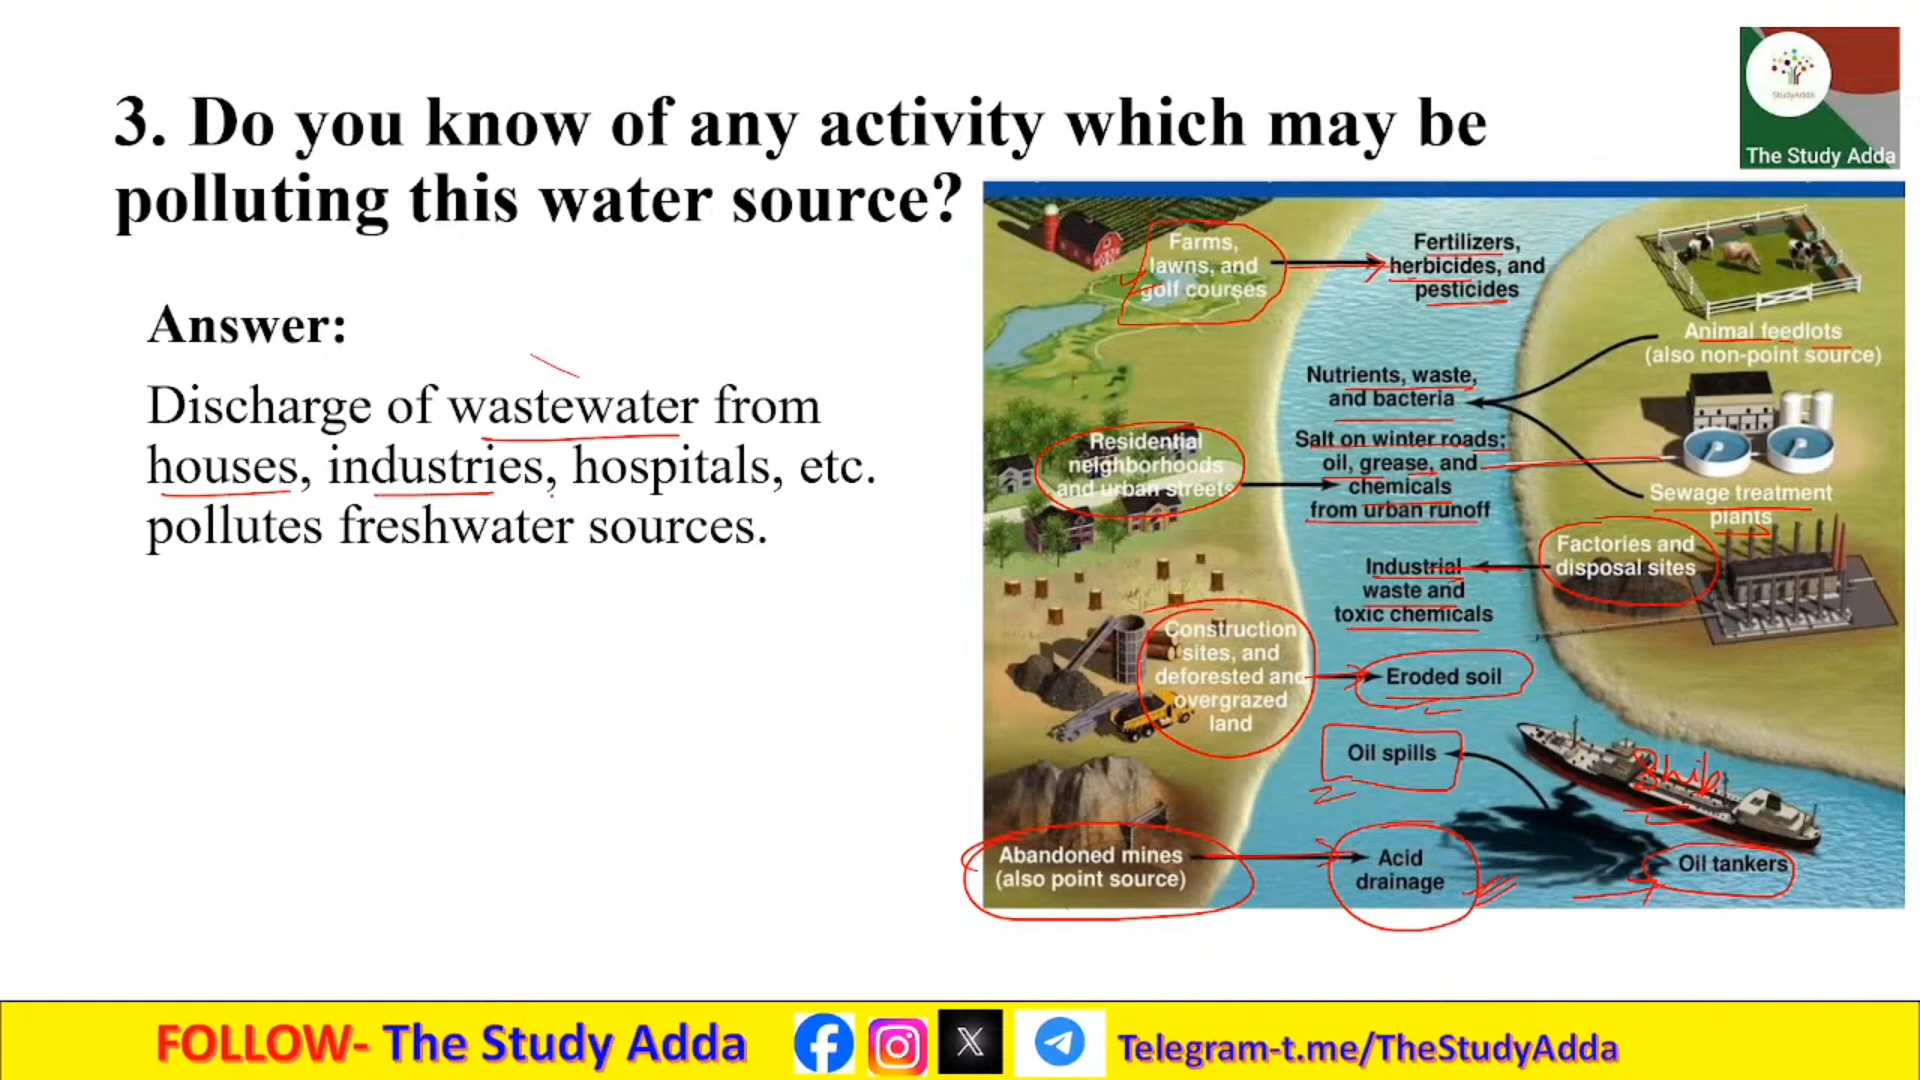 3. Do you know of any activity which may be
polluting this water source?
StudyAdda
The Study Adda
Answer:
Discharge of wastewater from
houses, industries, hospitals, etc.
pollutes freshwater sources.
Farms,
lawns, and
golf courses
Fertilizers,
herbicides, and
pesticides
Animal feedlots
(also non-point source)
Nutrients, waste,
and bacteria
Residential
neighborhoods
and urban streets
Salt on winter roads;
oil, grease, and
chemicals
from urban runoff
Sewage treatment
plants
Factories and
disposal sites
Industrial
waste and
toxic chemicals
Construction
sites, and
deforested and
overgrazed
land
Eroded soil
Oil spills
Ship
Abandoned mines
(also point source)
Acid
drainage
Oil tankers
FOLLOW- The Study Adda
Telegram-t.me/TheStudyAdda